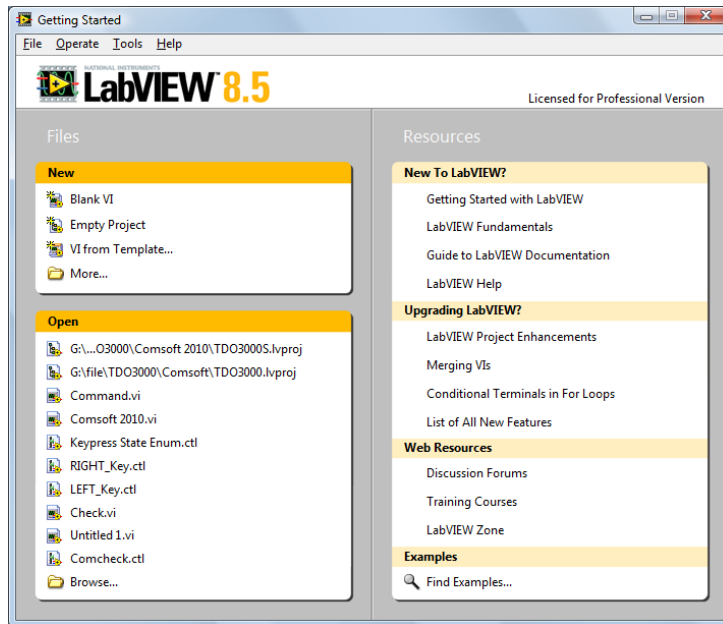 Getting Started
File Operate Tools Help
NATIONAL INSTRUMENTS
LabVIEW 8.5
Licensed for Professional Version
Files
New
Blank VI
Empty Project
VI from Template...
More...
Open
G:\...O3000\Comsoft 2010\TDO3000S.lvproj
G:\file\TDO3000\Comsoft\TDO3000.lvproj
Command.vi
Comsoft 2010.vi
Keypress State Enum.ctl
RIGHT_Key.ctl
LEFT_Key.ctl
Check.vi
Untitled 1.vi
Comcheck.ctl
Browse...
Resources
New To LabVIEW?
Getting Started with LabVIEW
LabVIEW Fundamentals
Guide to LabVIEW Documentation
LabVIEW Help
Upgrading LabVIEW?
LabVIEW Project Enhancements
Merging VIs
Conditional Terminals in For Loops
List of All New Features
Web Resources
Discussion Forums
Training Courses
LabVIEW Zone
Examples
Find Examples...